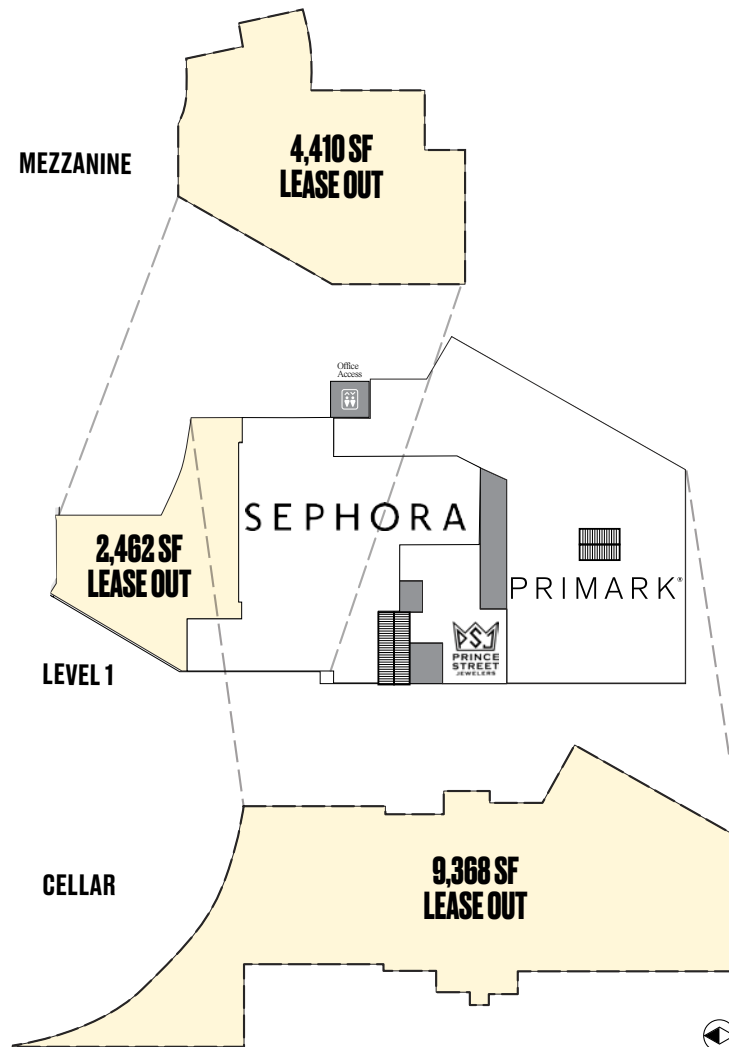 MEZZANINE
4,410 SF
LEASE OUT
Office
Access
SEPHORA
2,462 SF
LEASE OUT
PRIMARK®
PSJ
PRINCE
STREET
JEWELERS
LEVEL 1
CELLAR
9,368 SF
LEASE OUT